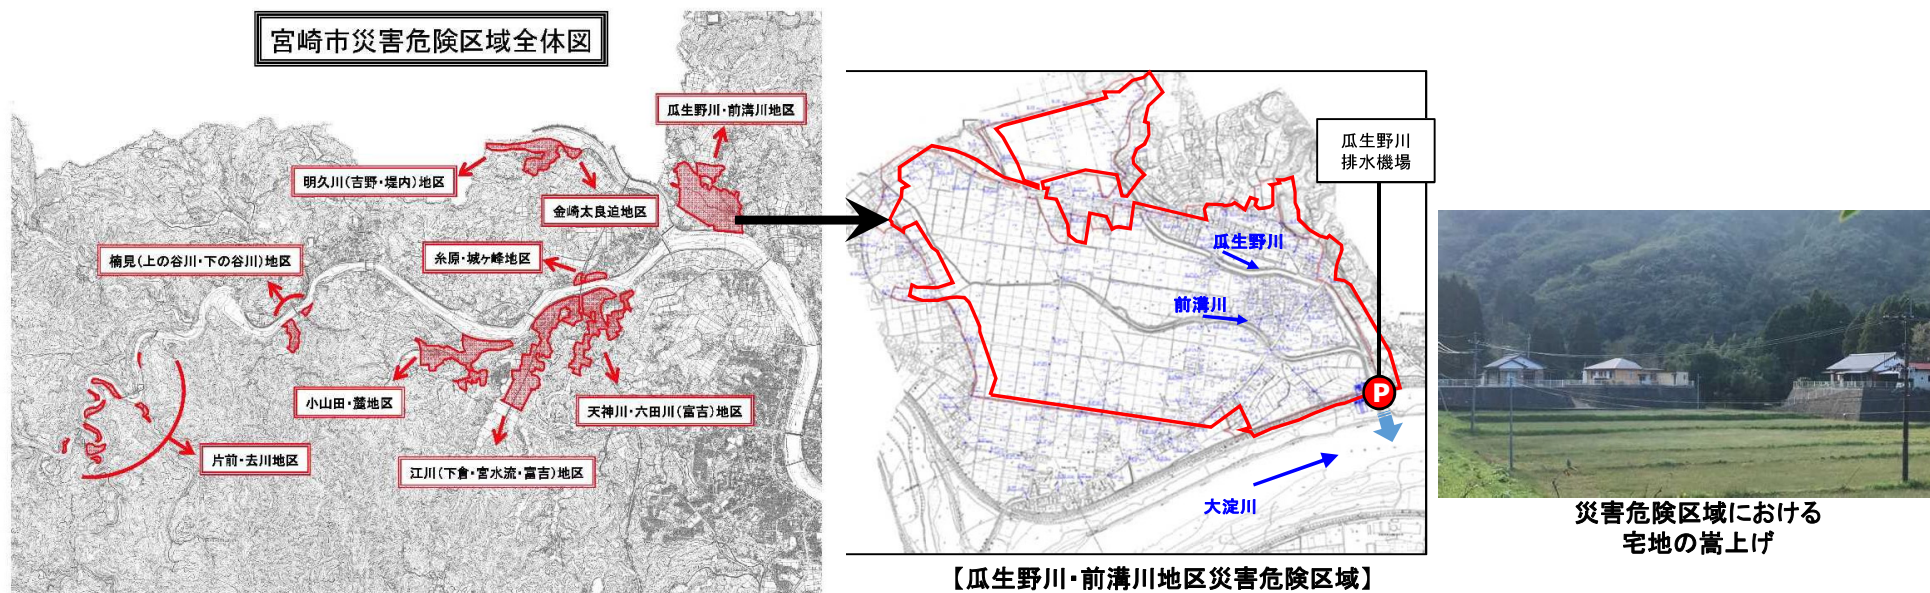 宮崎市災害危険区域全体図
瓜生野川・前溝川地区
明久川(吉野・堤内)地区
金崎太良迫地区
糸原・城ヶ峰地区
楠見(上の谷川・下の谷川)地区
小山田・麓地区
天神川・六田川(富吉)地区
片前・去川地区
江川(下倉・宮水流・富吉)地区
瓜生野川
排水機場
瓜生野川
前溝川
P
大淀川
【瓜生野川・前溝川地区災害危険区域】
災害危険区域における
宅地の嵩上げ